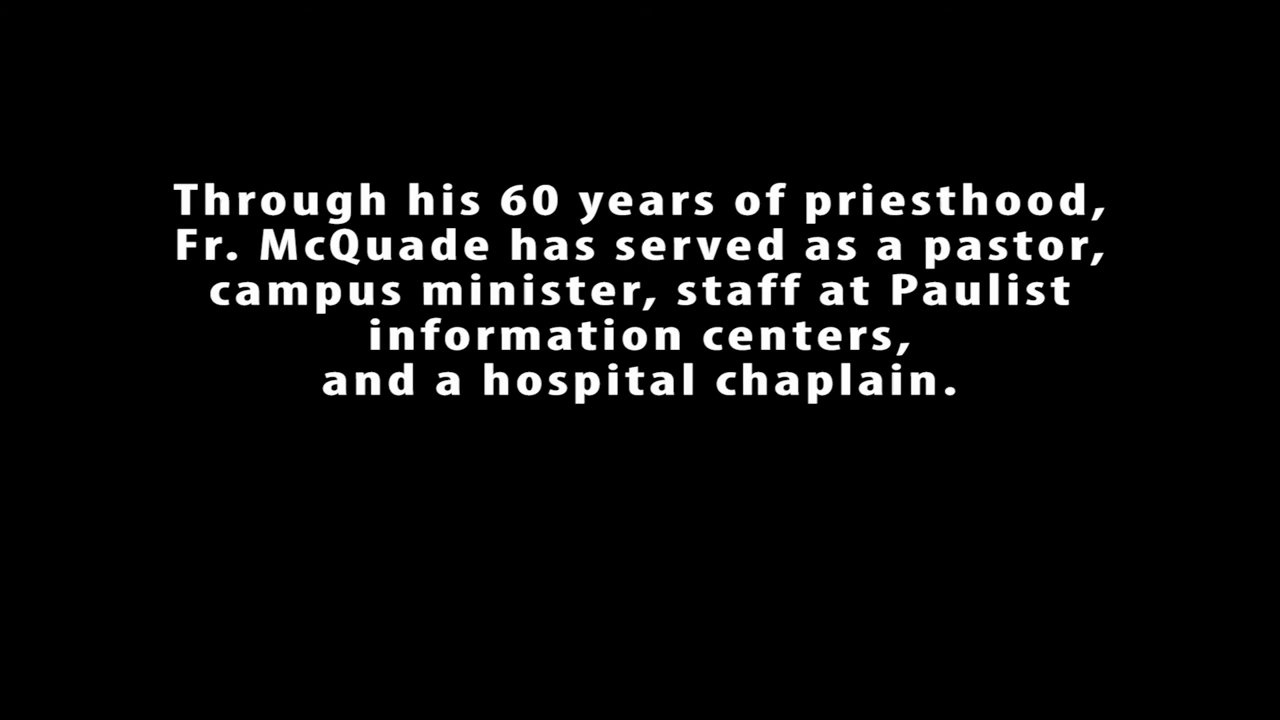 Through his 60 years of priesthood,
Fr. McQuade has served as a pastor,
campus minister, staff at Paulist
information centers,
and a hospital chaplain.